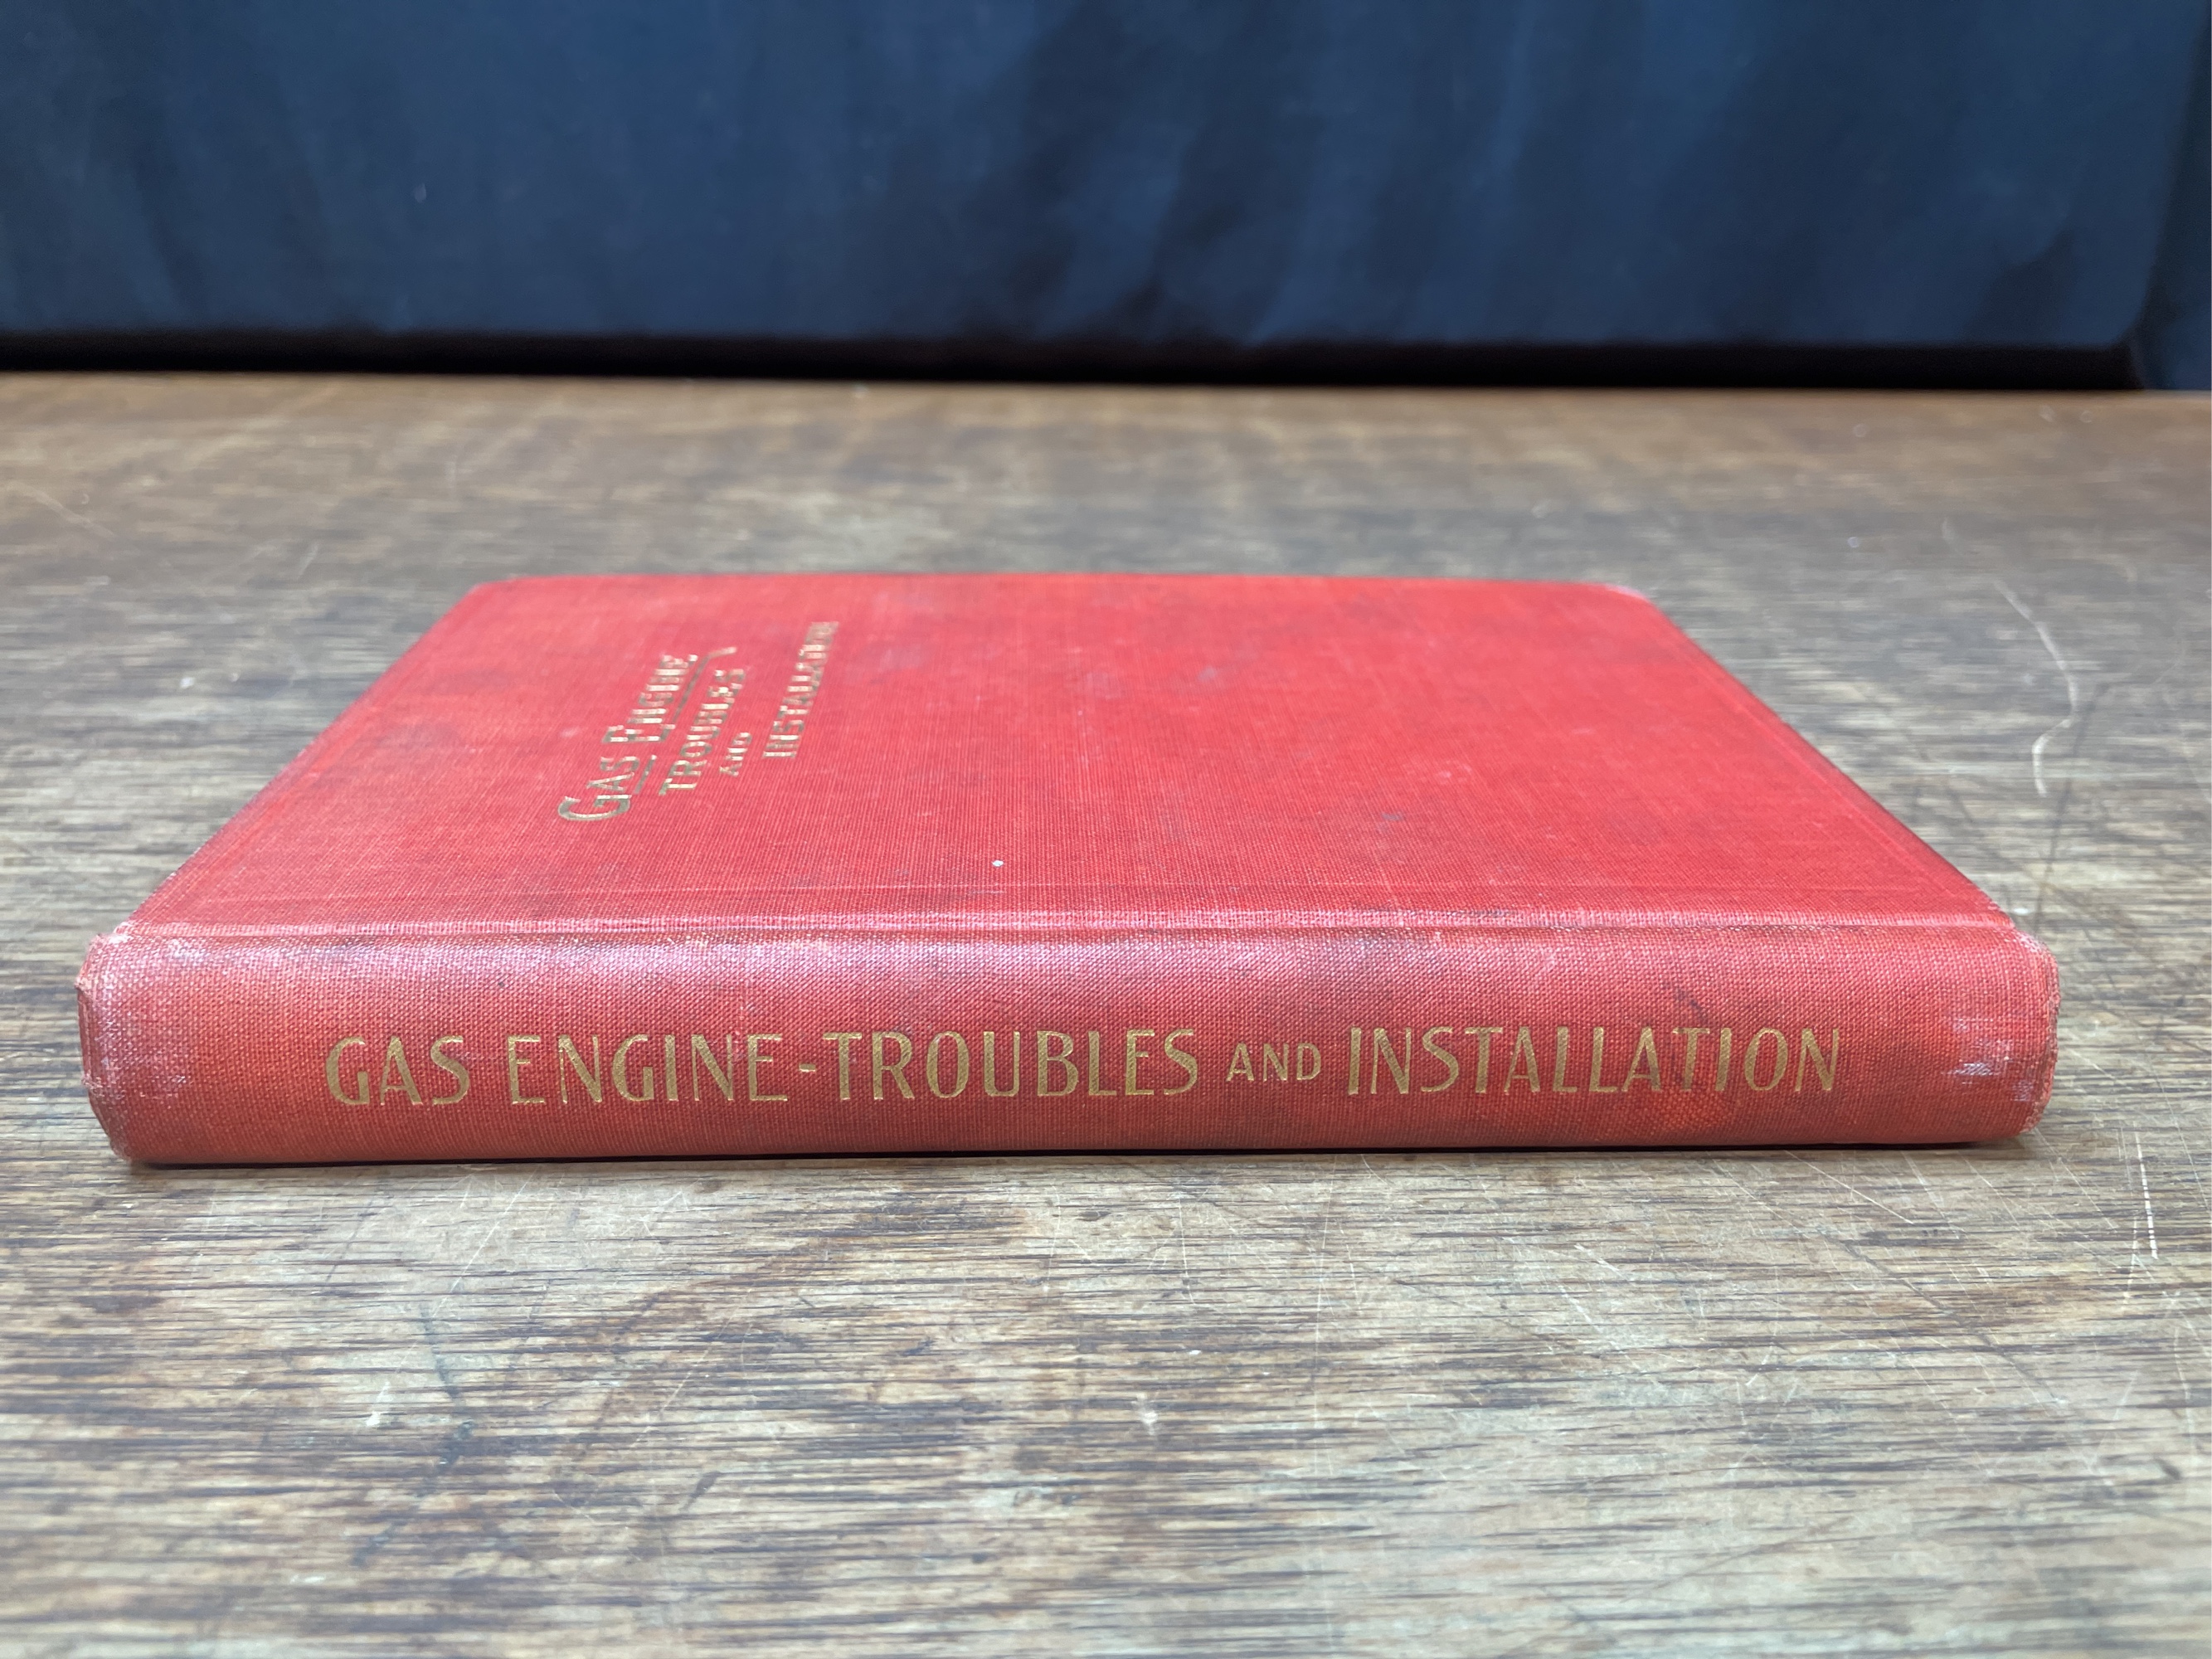 GAS ENGINE
TROUBLES
AND
INSTALLATION
GAS ENGINE-TROUBLES AND INSTALLATION